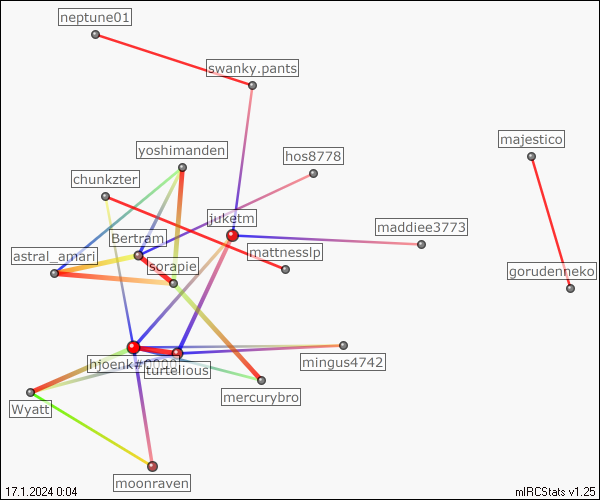 neptune01
swanky.pants
majestico
yoshimanden
hos8778
chunkzter
juketm
maddiee3773
Bertram
mattnesslp
astral_amari
sorapie
gorudenneko
hjoenk#0000
mingus4742
turtelious
mercurybro
Wyatt
moonraven
17.1.2024 0:04
mIRCStats v1.25